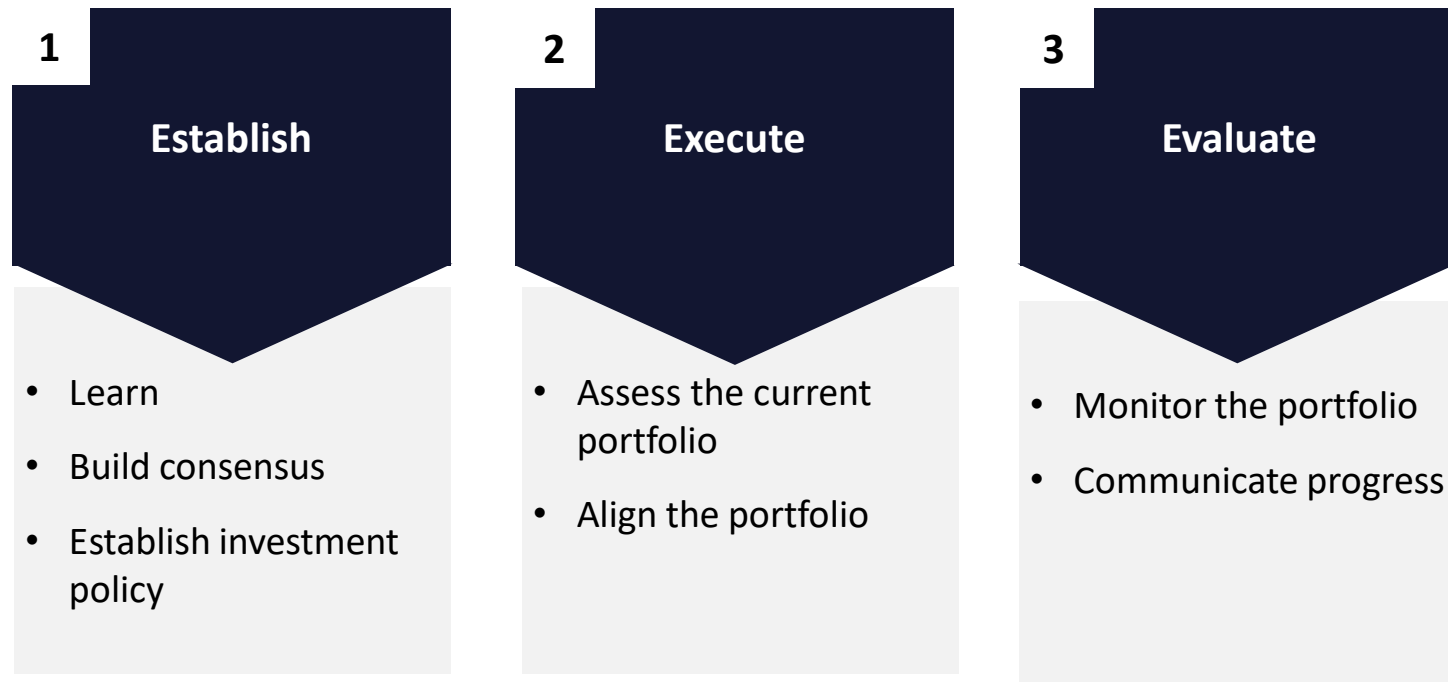 1
Establish
• Learn
• Build consensus
• Establish investment
policy
2
Execute
• Assess the current
portfolio
• Align the portfolio
3
Evaluate
• Monitor the portfolio
• Communicate progress